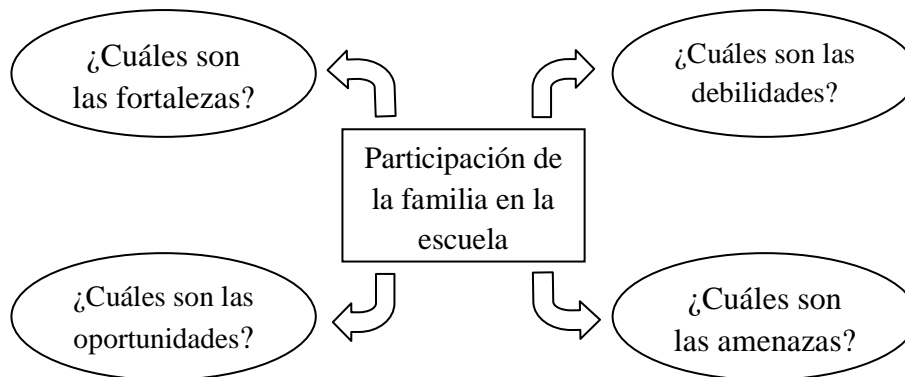 ¿Cuáles son
las fortalezas?
¿Cuáles son las
debilidades?
Participación de
la familia en la
escuela
¿Cuáles son las
oportunidades?
¿Cuáles son
las amenazas?